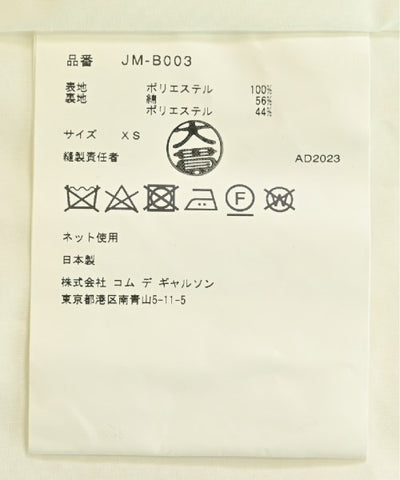 品番 JM-B003
表地 ポリエステル 100%
裏地 綿 56%
ポリエステル 44%
サイズ XS
大貫
縫製責任者 AD2023
F W
ネット使用
日本製
株式会社 コム デ ギャルソン
東京都港区南青山5-11-5